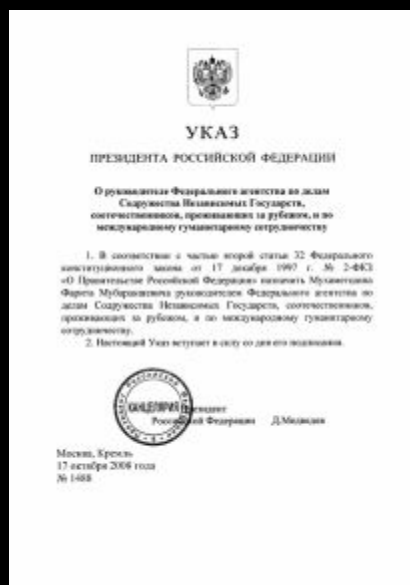 УКАЗ
ПРЕЗИДЕНТА РОССИЙСКОЙ ФЕДЕРАЦИИ
О руководителе Федерального агентства по делам
Содружества Независимых Государств,
соотечественников, проживающих за рубежом, и по
международному гуманитарному сотрудничеству
1. В соответствии с частью второй статьи 32 Федерального
конституционного закона от 17 декабря 1997 г. № 2-ФКЗ
«О Правительстве Российской Федерации» назначить Мухаметшина
Фарита Мубаракшевича руководителем Федерального агентства по
делам Содружества Независимых Государств, соотечественников,
проживающих за рубежом, и по международному гуманитарному
сотрудничеству.
2. Настоящий Указ вступает в силу со дня его подписания.
КАНЦЕЛЯРИЯ
Президент
Российской Федерации Д.Медведев
Москва, Кремль
17 октября 2008 года
№ 1488